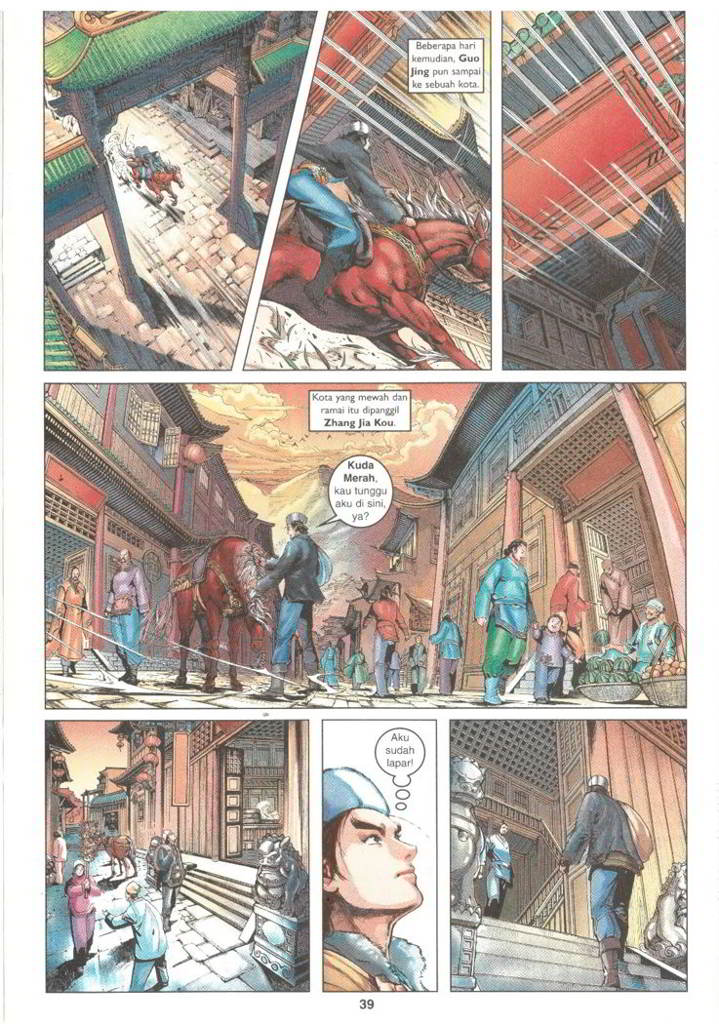 Beberapa hari
kemudian, Guo
Jing pun sampai
ke sebuah kota.
Kota yang mewah dan
ramai itu dipanggil
Zhang Jia Kou.
Kuda
Merah,
kau tunggu
aku di sini,
ya?
Aku
sudah
lapar!
39